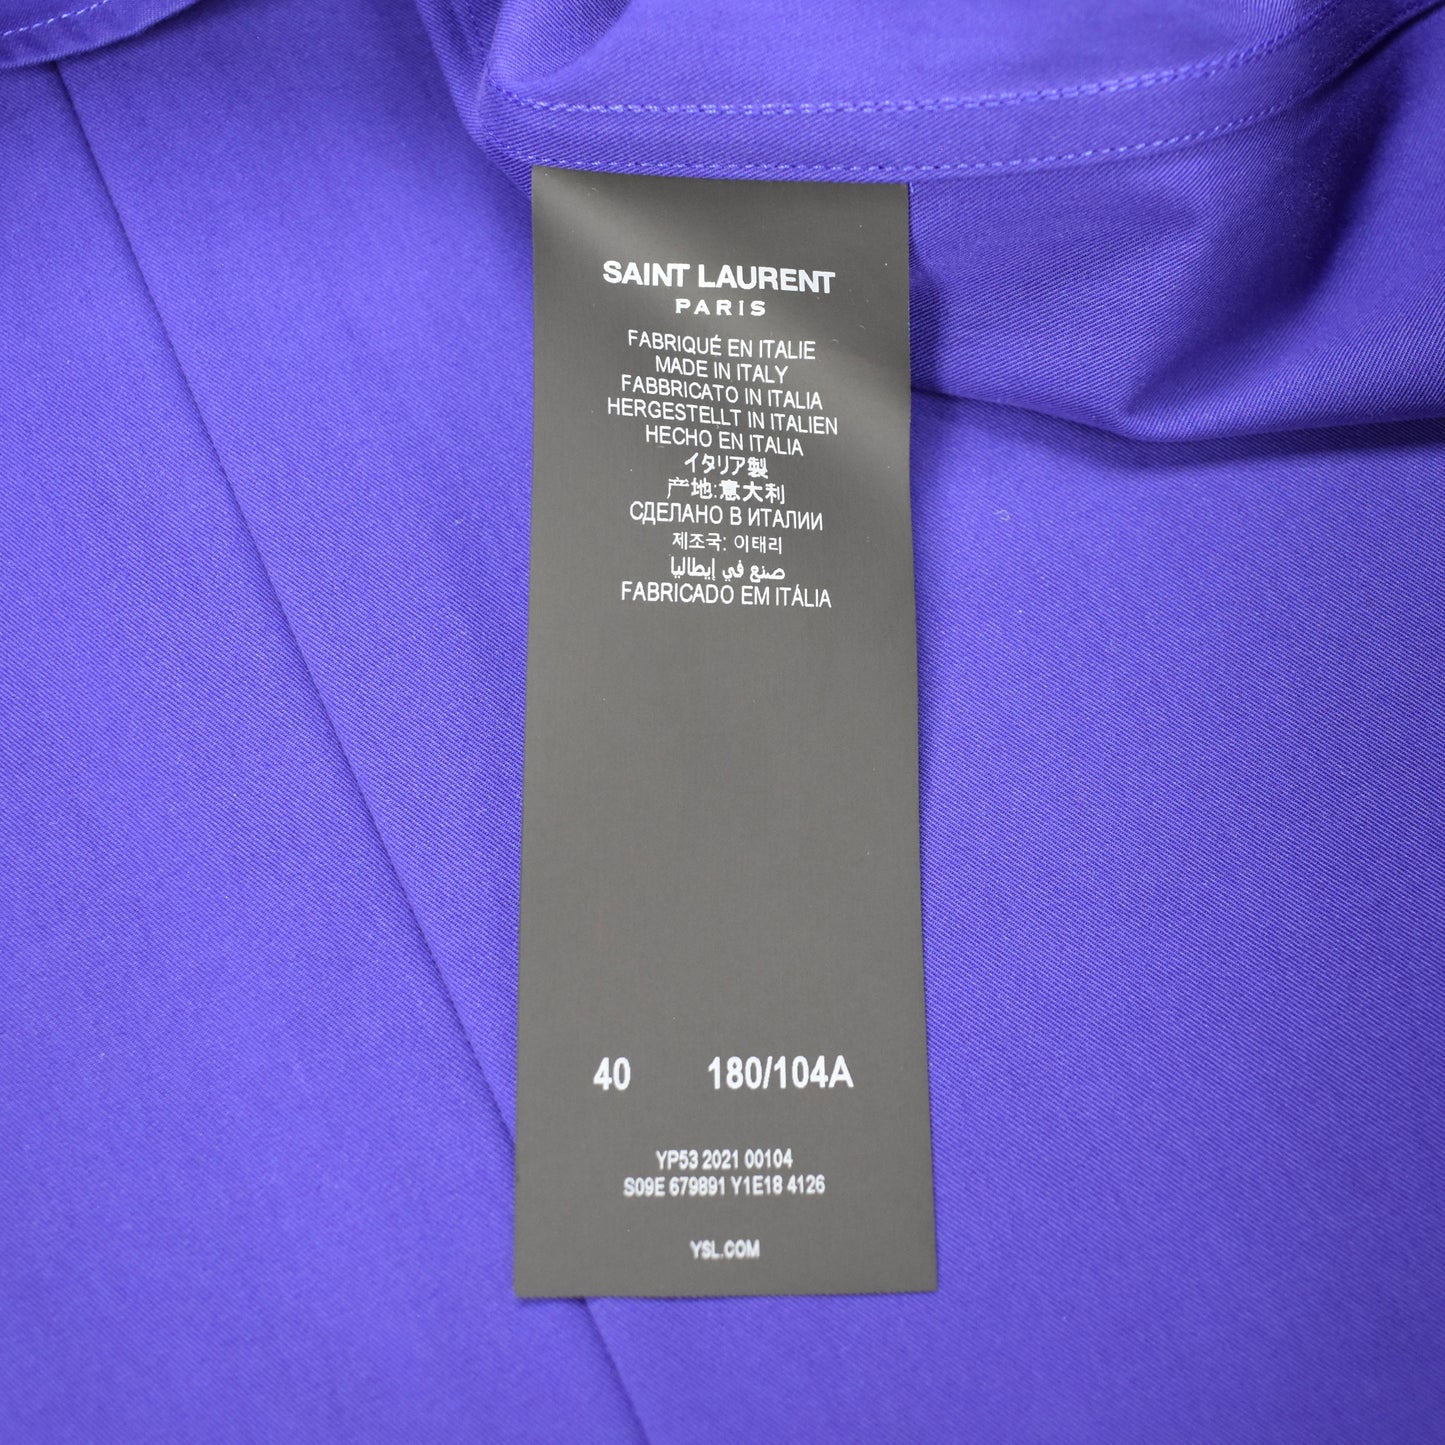 SAINT LAURENT
PARIS
FABRIQUÉ EN ITALIE
MADE IN ITALY
FABBRICATO IN ITALIA
HERGESTELLT IN ITALIEN
HECHO EN ITALIA
イタリア製
产地:意大利
СДЕЛАНО В ИТАЛИИ
제조국: 이태리
صنع في إيطاليا
FABRICADO EM ITÁLIA
40 180/104A
YP53 2021 00104
S09E 679891 Y1E18 4126
YSL.COM